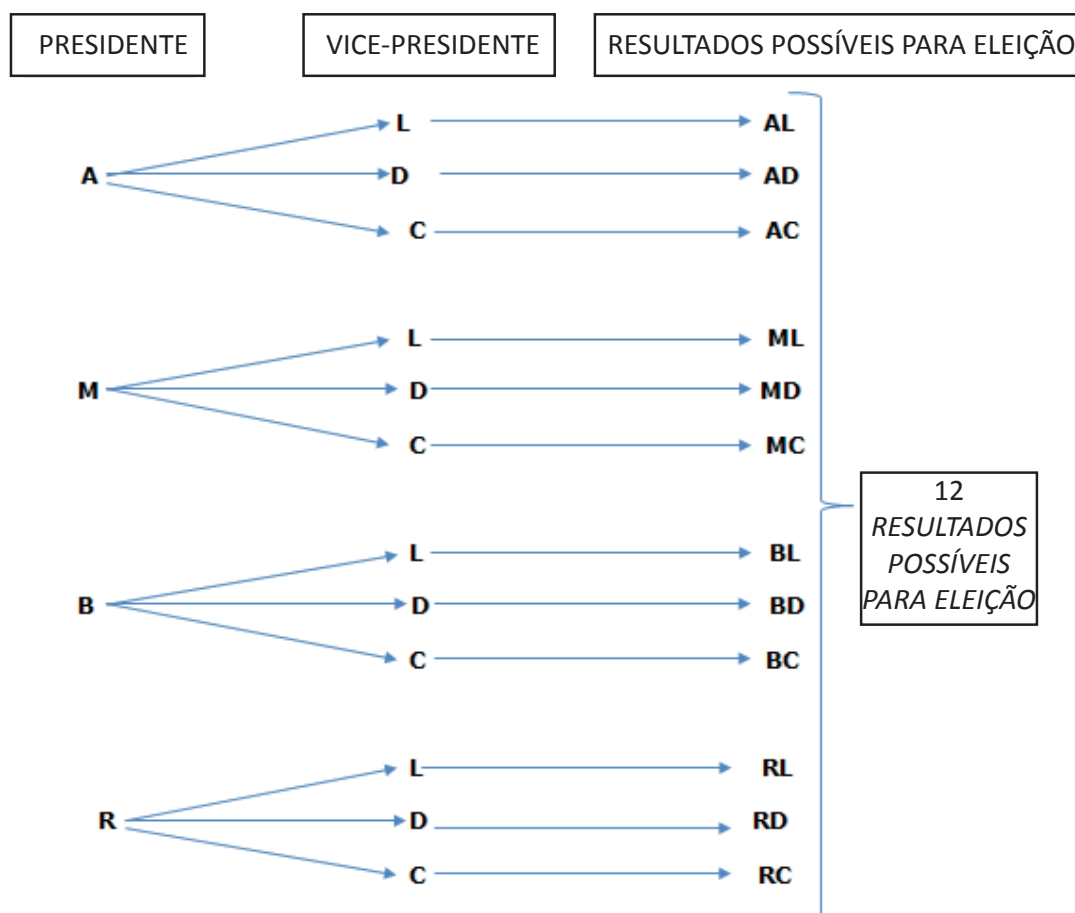 PRESIDENTE VICE-PRESIDENTE RESULTADOS POSSÍVEIS PARA ELEIÇÃO
L AL
A D AD
C AC
L ML
M D MD
C MC
12
RESULTADOS
POSSÍVEIS
PARA ELEIÇÃO
L BL
B D BD
C BC
L RL
R D RD
C RC